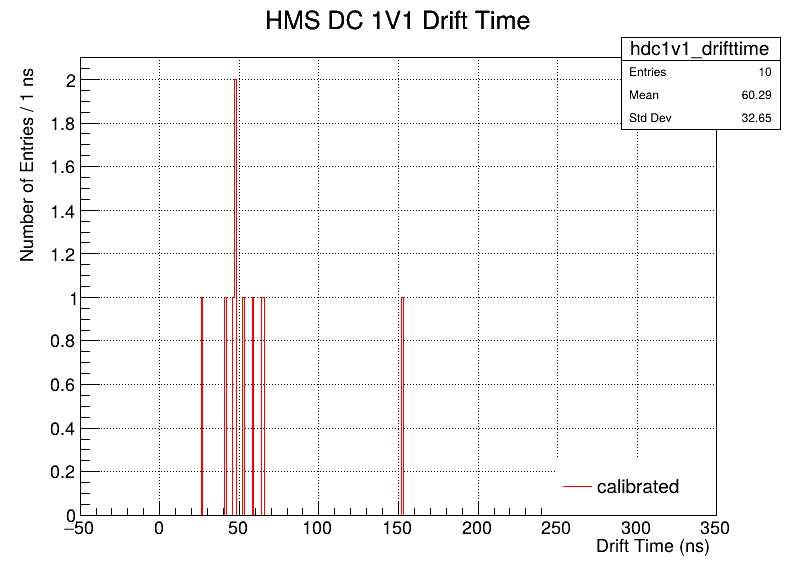 HMS DC 1V1 Drift Time
hdc1v1_drifttime
Entries 10
Mean 60.29
Std Dev 32.65
Number of Entries / 1 ns
2
1.8
1.6
1.4
1.2
1
0.8
0.6
0.4
0.2
0
−50 0 50 100 150 200 250 300 350
Drift Time (ns)
calibrated